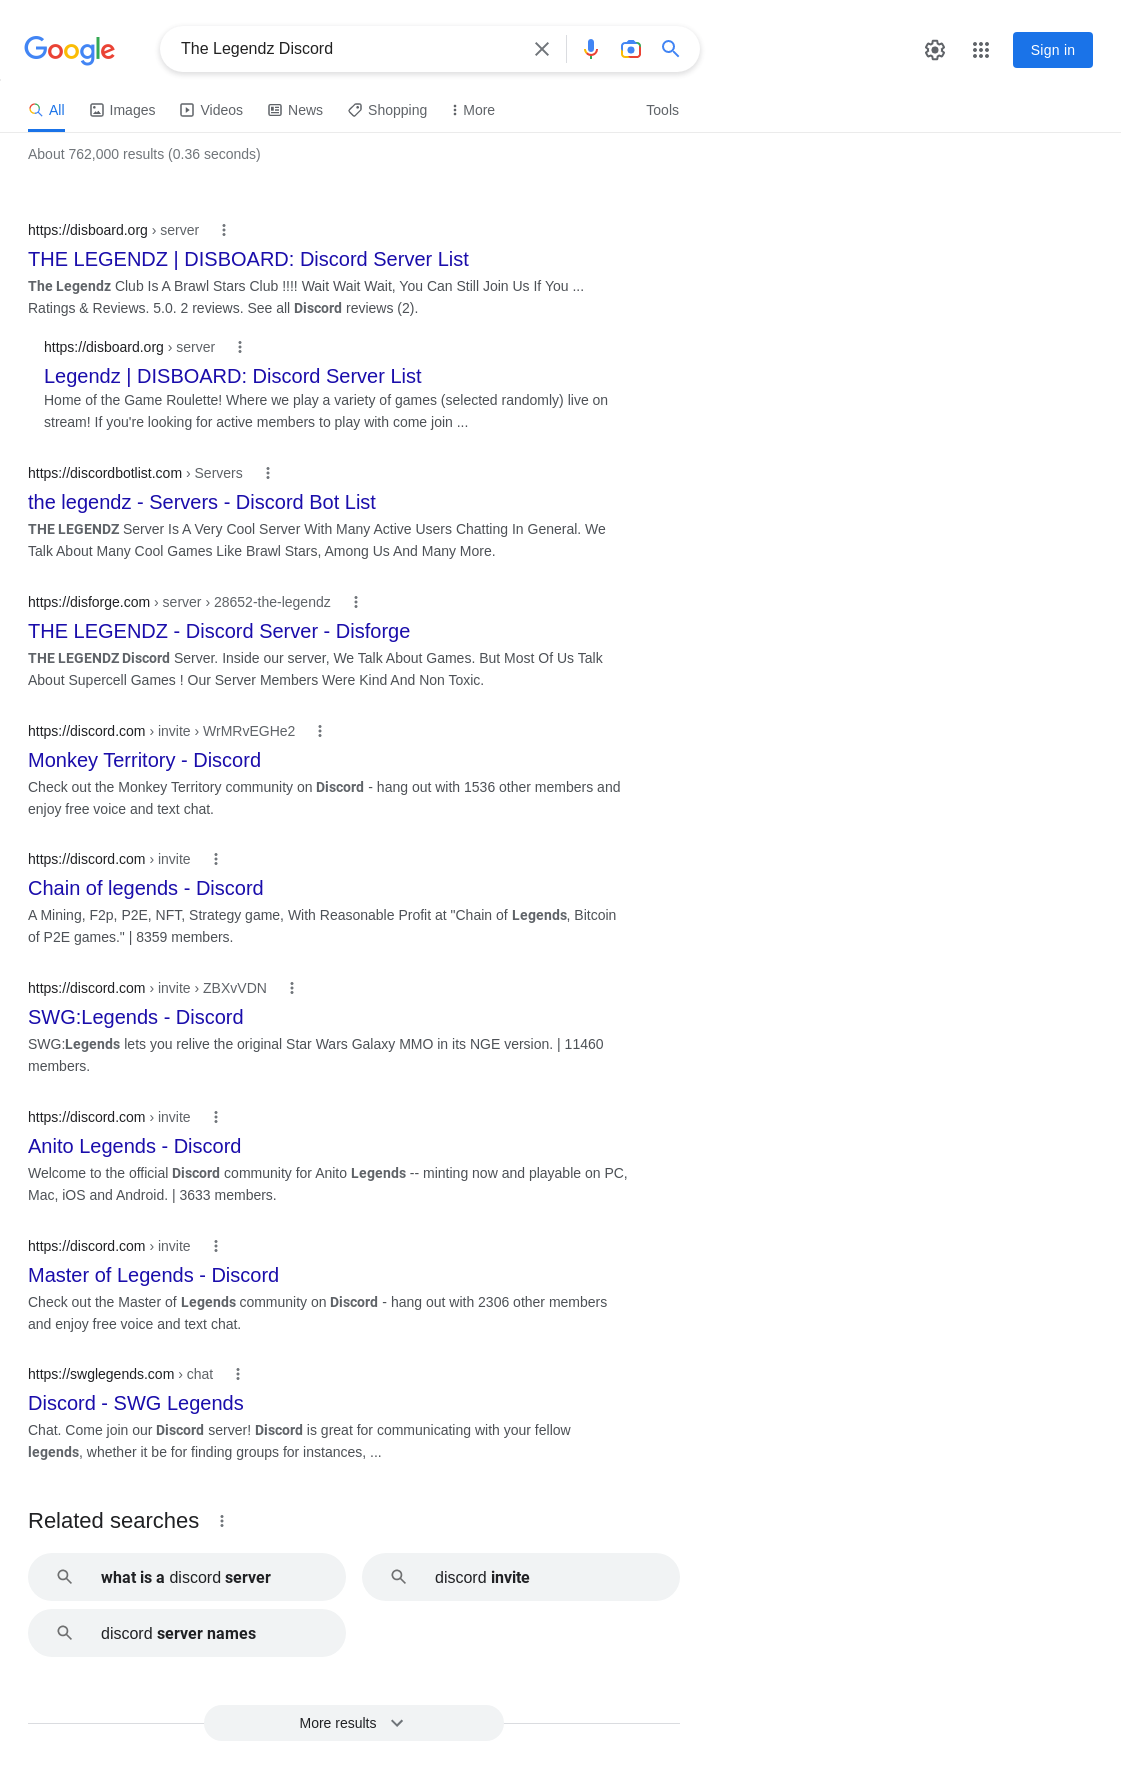 Google
The Legendz Discord
Sign in
All Images Videos News Shopping More Tools
About 762,000 results (0.36 seconds)
https://disboard.org › server
THE LEGENDZ | DISBOARD: Discord Server List
The Legendz Club Is A Brawl Stars Club !!!! Wait Wait Wait, You Can Still Join Us If You ...
Ratings & Reviews. 5.0. 2 reviews. See all Discord reviews (2).
https://disboard.org › server
Legendz | DISBOARD: Discord Server List
Home of the Game Roulette! Where we play a variety of games (selected randomly) live on
stream! If you're looking for active members to play with come join ...
https://discordbotlist.com › Servers
the legendz - Servers - Discord Bot List
THE LEGENDZ Server Is A Very Cool Server With Many Active Users Chatting In General. We
Talk About Many Cool Games Like Brawl Stars, Among Us And Many More.
https://disforge.com › server › 28652-the-legendz
THE LEGENDZ - Discord Server - Disforge
THE LEGENDZ Discord Server. Inside our server, We Talk About Games. But Most Of Us Talk
About Supercell Games ! Our Server Members Were Kind And Non Toxic.
https://discord.com › invite › WrMRvEGHe2
Monkey Territory - Discord
Check out the Monkey Territory community on Discord - hang out with 1536 other members and
enjoy free voice and text chat.
https://discord.com › invite
Chain of legends - Discord
A Mining, F2p, P2E, NFT, Strategy game, With Reasonable Profit at "Chain of Legends, Bitcoin
of P2E games." | 8359 members.
https://discord.com › invite › ZBXvVDN
SWG:Legends - Discord
SWG:Legends lets you relive the original Star Wars Galaxy MMO in its NGE version. | 11460
members.
https://discord.com › invite
Anito Legends - Discord
Welcome to the official Discord community for Anito Legends -- minting now and playable on PC,
Mac, iOS and Android. | 3633 members.
https://discord.com › invite
Master of Legends - Discord
Check out the Master of Legends community on Discord - hang out with 2306 other members
and enjoy free voice and text chat.
https://swglegends.com › chat
Discord - SWG Legends
Chat. Come join our Discord server! Discord is great for communicating with your fellow
legends, whether it be for finding groups for instances, ...
Related searches
what is a discord server
discord invite
discord server names
More results